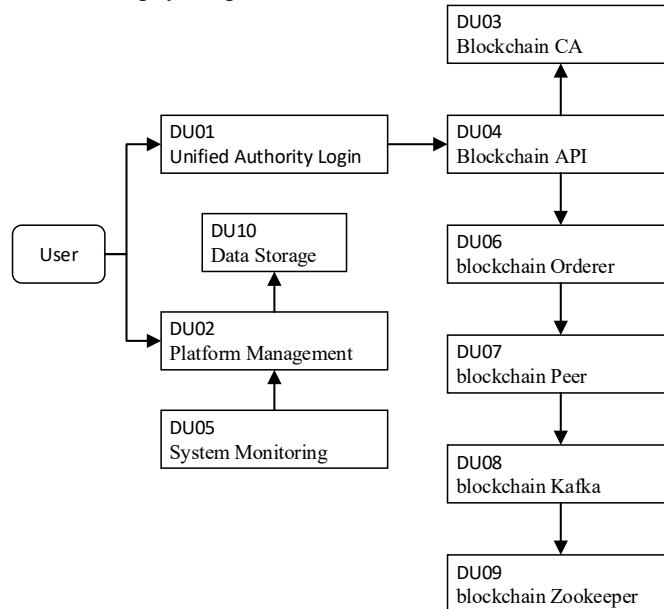 DU03
Blockchain CA
DU01
Unified Authority Login
DU04
Blockchain API
User
DU10
Data Storage
DU06
blockchain Orderer
DU02
Platform Management
DU07
blockchain Peer
DU05
System Monitoring
DU08
blockchain Kafka
DU09
blockchain Zookeeper